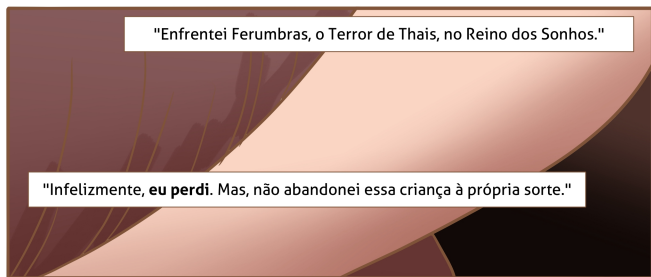 "Enfrentei Ferumbras, o Terror de Thais, no Reino dos Sonhos."
"Infelizmente, eu perdi. Mas, não abandonei essa criança à própria sorte."